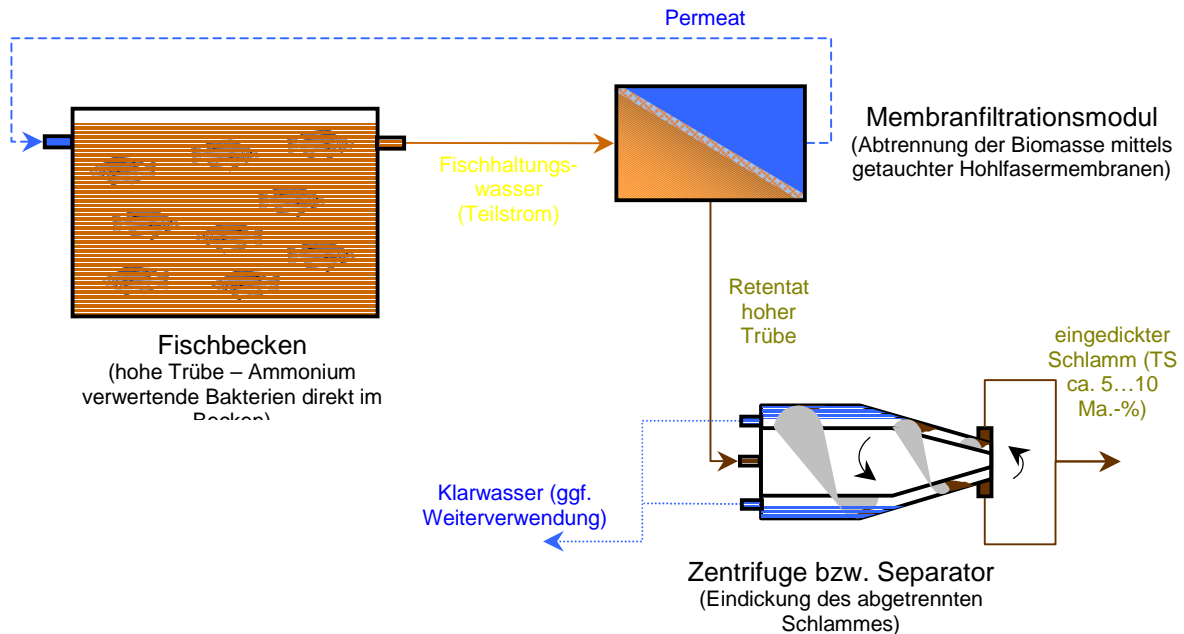 Permeat
Membranfiltrationsmodul
(Abtrennung der Biomasse mittels
getauchter Hohlfasermembranen)
Fischhaltungs-
wasser
(Teilstrom)
Fischbecken
(hohe Trübe – Ammonium
verwertende Bakterien direkt im
Becken)
Retentat
hoher
Trübe
eingedickter
Schlamm (TS
ca. 5…10
Ma.-%)
Klarwasser (ggf.
Weiterverwendung)
Zentrifuge bzw. Separator
(Eindickung des abgetrennten
Schlammes)